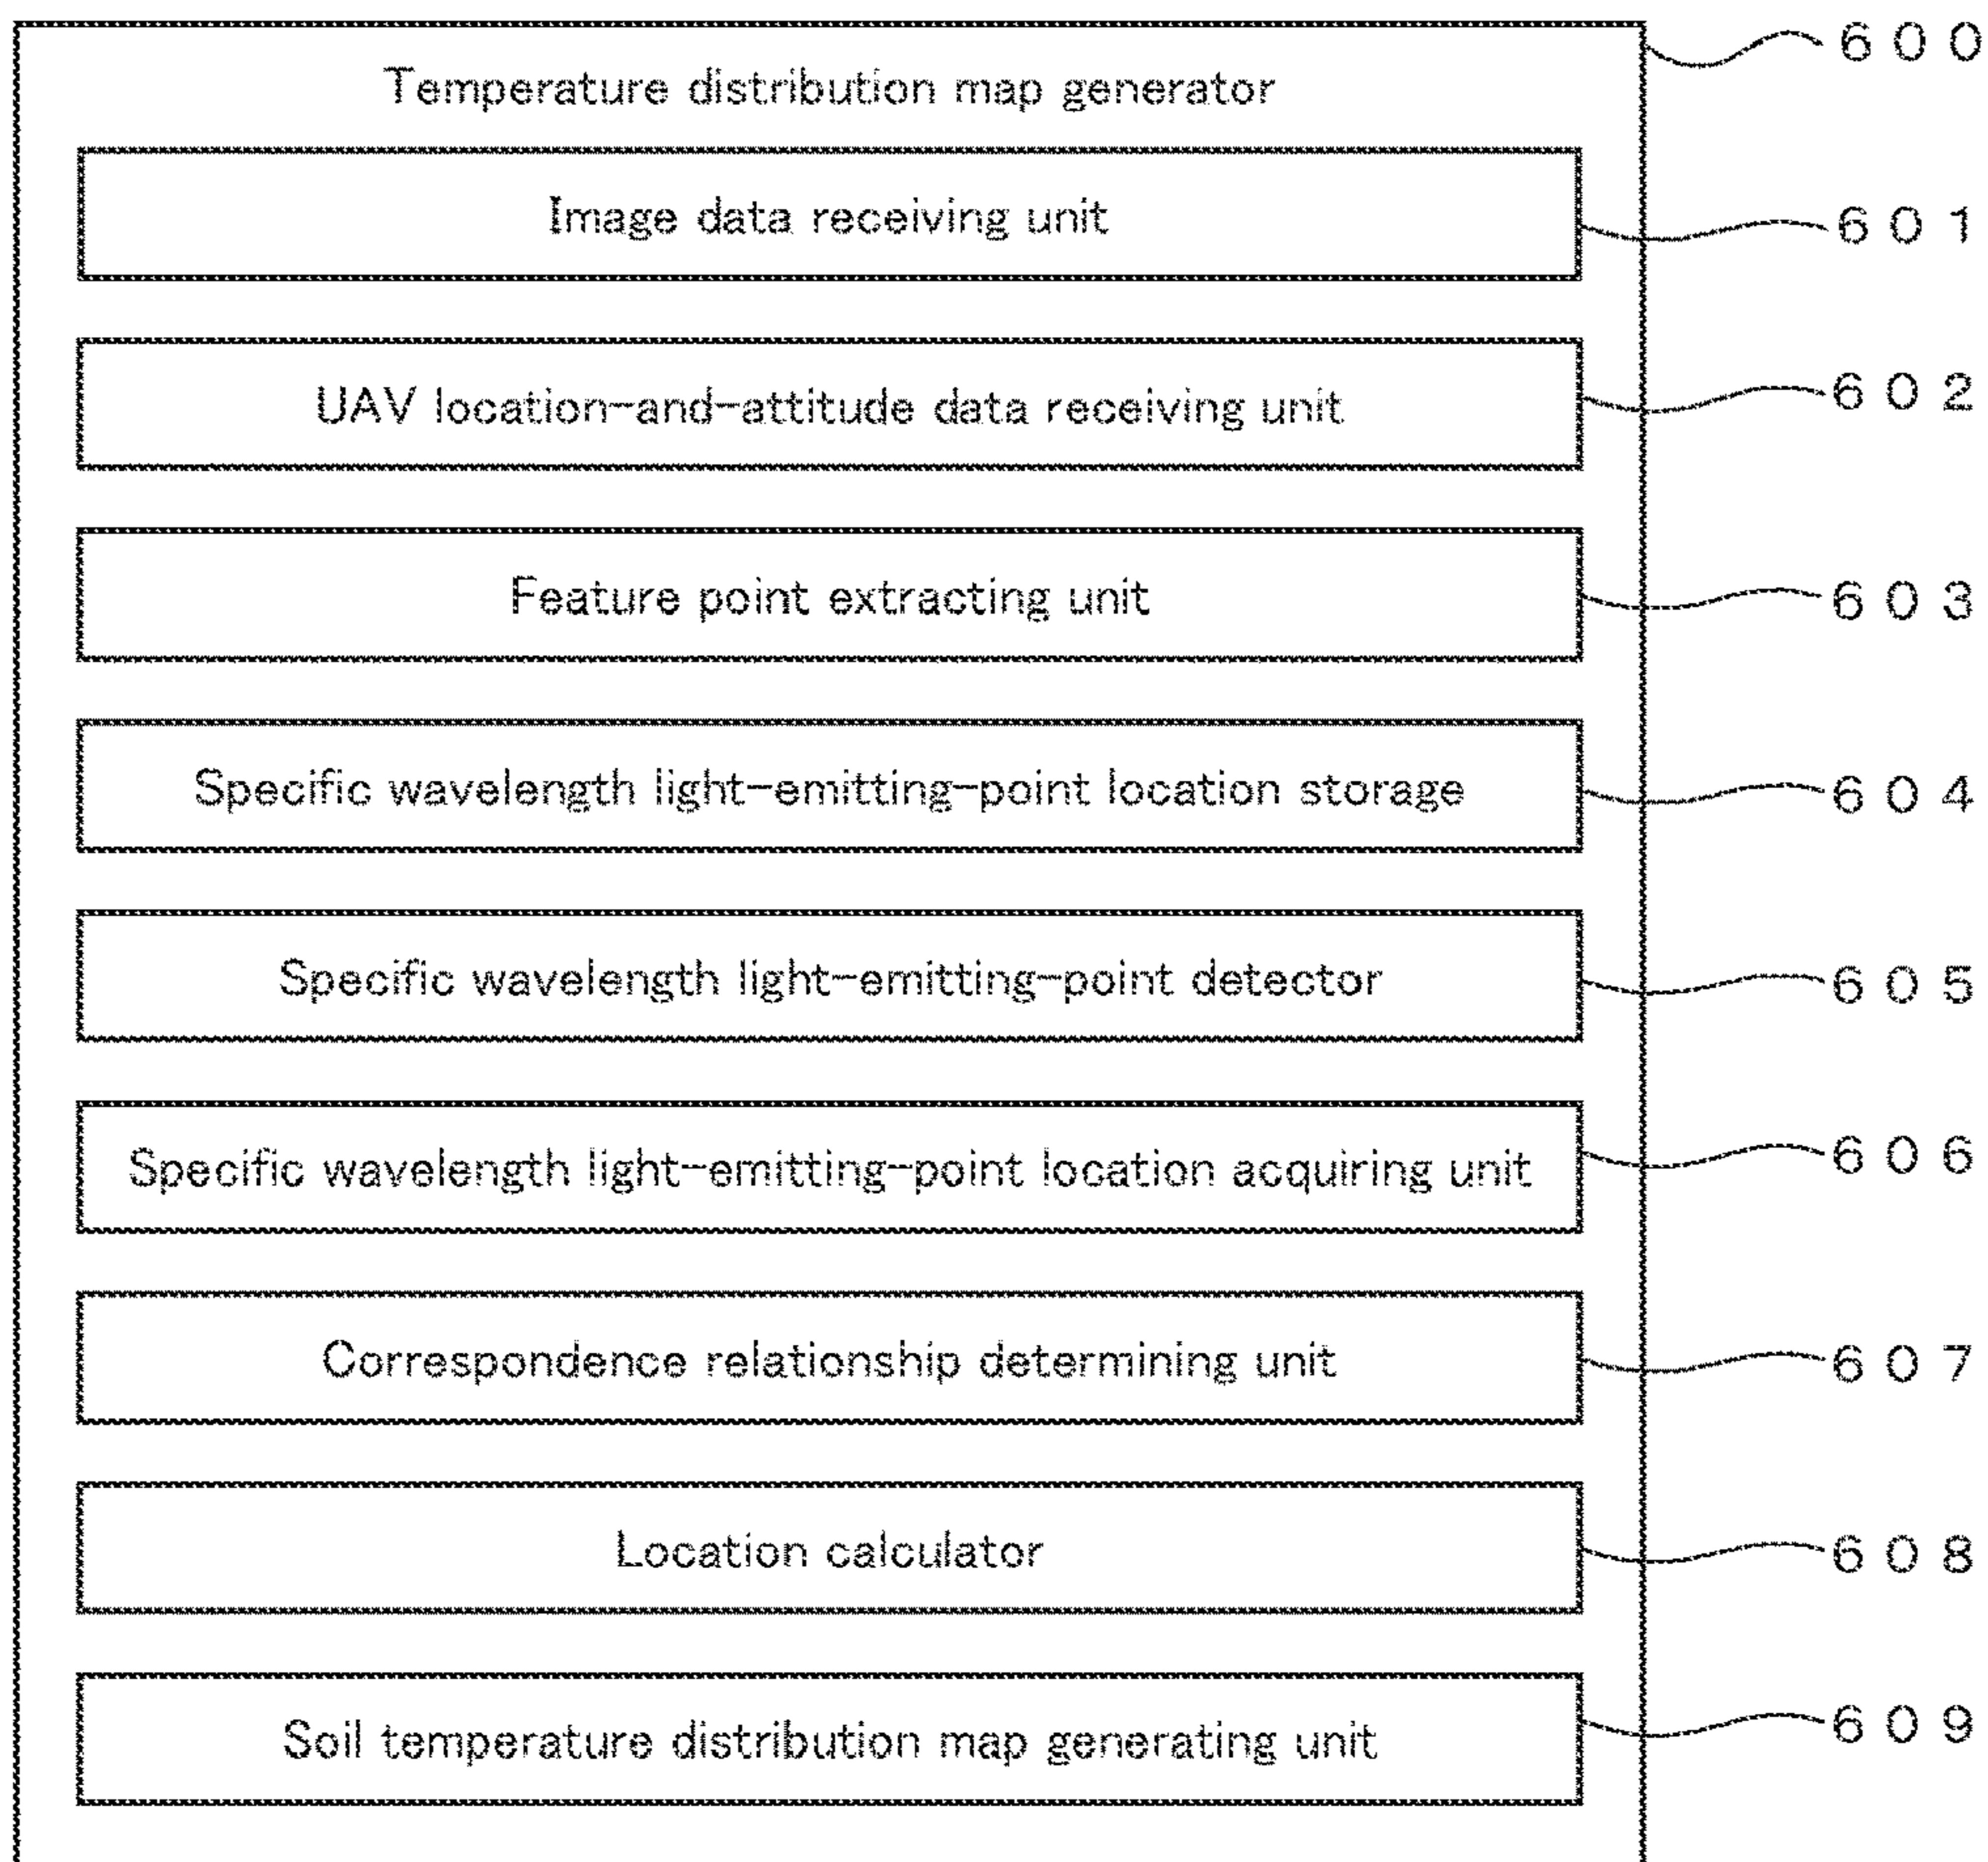 600
Temperature distribution map generator
Image data receiving unit
601
UAV location-and-attitude data receiving unit
602
Feature point extracting unit
603
Specific wavelength light-emitting-point location storage
604
Specific wavelength light-emitting-point detector
605
Specific wavelength light-emitting-point location acquiring unit
606
Correspondence relationship determining unit
607
Location calculator
608
Soil temperature distribution map generating unit
609